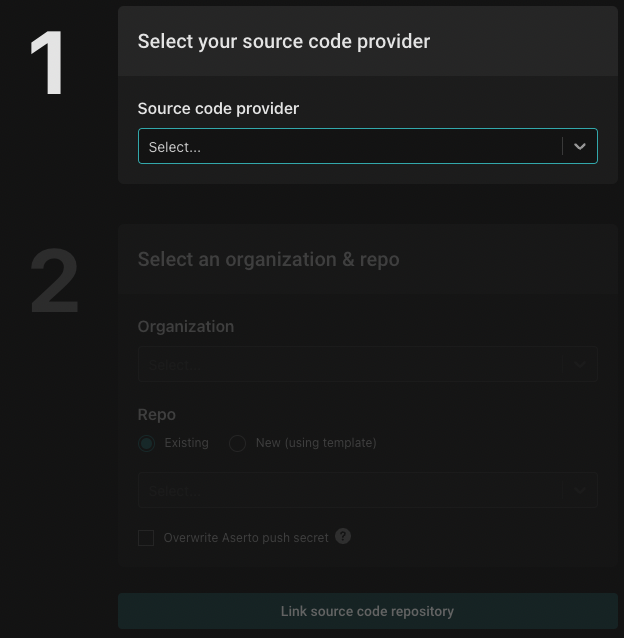 1
Select your source code provider
Source code provider
Select...
2
Select an organization & repo
Organization
Select...
Repo
Existing New (using template)
Select...
Overwrite Aserto push secret ?
Link source code repository